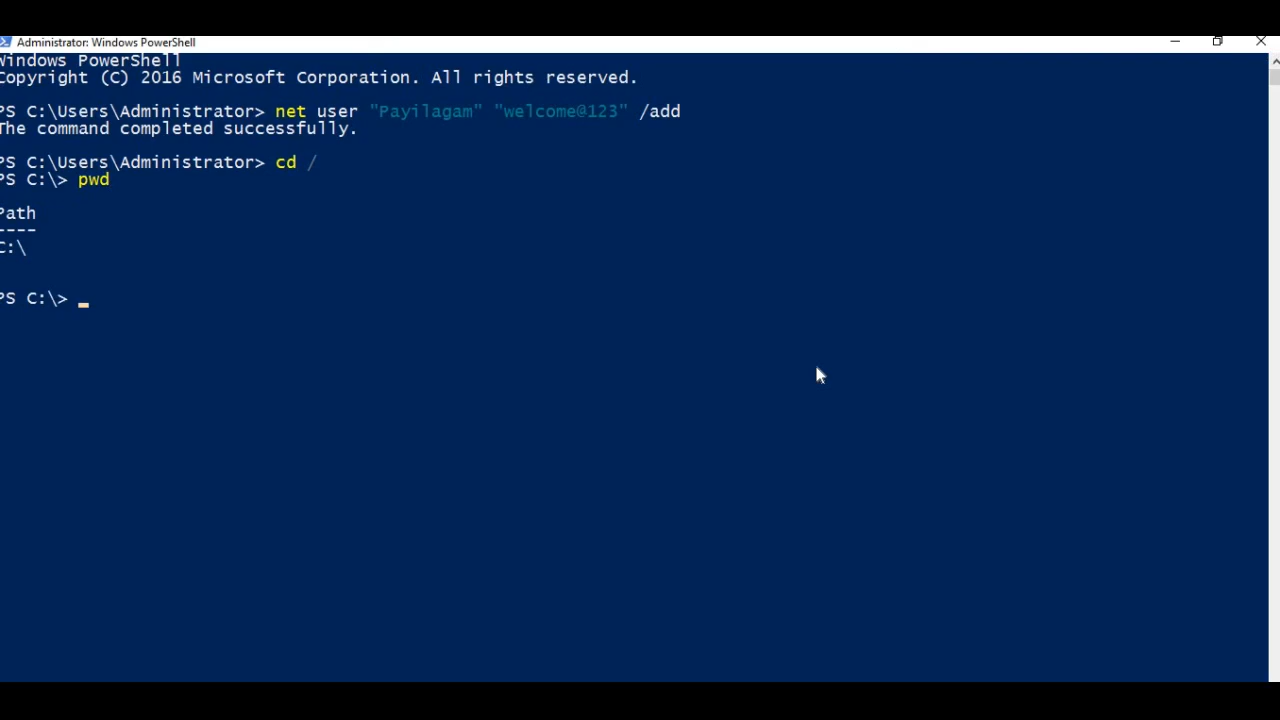 Administrator: Windows PowerShell
Windows PowerShell
Copyright (C) 2016 Microsoft Corporation. All rights reserved.
PS C:\Users\Administrator> net user "Payilagam" "welcome@123" /add
The command completed successfully.
PS C:\Users\Administrator> cd /
PS C:\> pwd
Path
----
C:\
PS C:\>